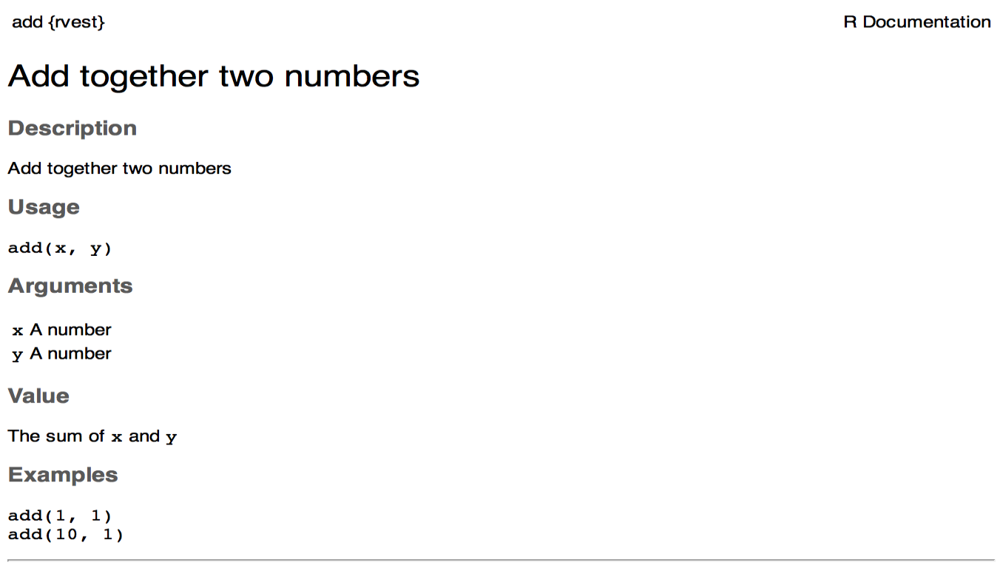 add {rvest} R Documentation
Add together two numbers
Description
Add together two numbers
Usage
add(x, y)
Arguments
x A number
y A number
Value
The sum of x and y
Examples
add(1, 1)
add(10, 1)